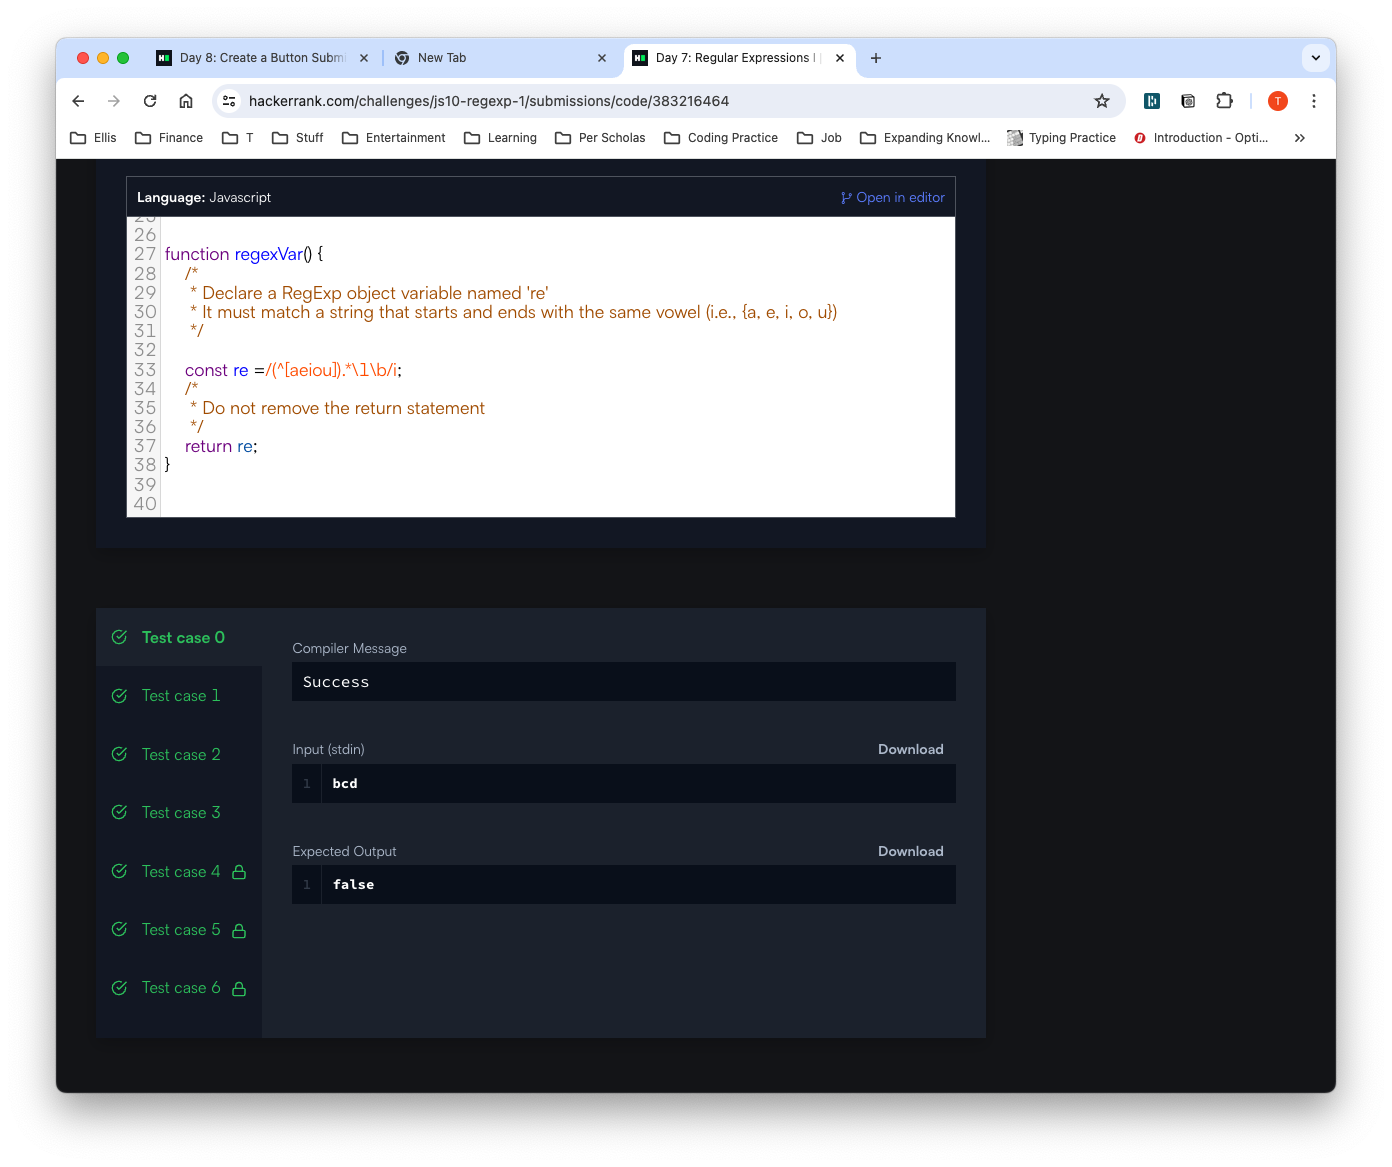 Day 8: Create a Button Submi
New Tab
Day 7: Regular Expressions I |
hackerrank.com/challenges/js10-regexp-1/submissions/code/383216464
T
Ellis
Finance
T
Stuff
Entertainment
Learning
Per Scholas
Coding Practice
Job
Expanding Knowl...
Typing Practice
Introduction - Opti...
Language: Javascript
Open in editor
25
26
27 function regexVar() {
28 /*
29 * Declare a RegExp object variable named 're'
30 * It must match a string that starts and ends with the same vowel (i.e., {a, e, i, o, u})
31 */
32
33 const re =/(^[aeiou]).*\1\b/i;
34 /*
35 * Do not remove the return statement
36 */
37 return re;
38 }
39
40
Test case 0
Test case 1
Test case 2
Test case 3
Test case 4
Test case 5
Test case 6
Compiler Message
Success
Input (stdin)
Download
1 bcd
Expected Output
Download
1 false